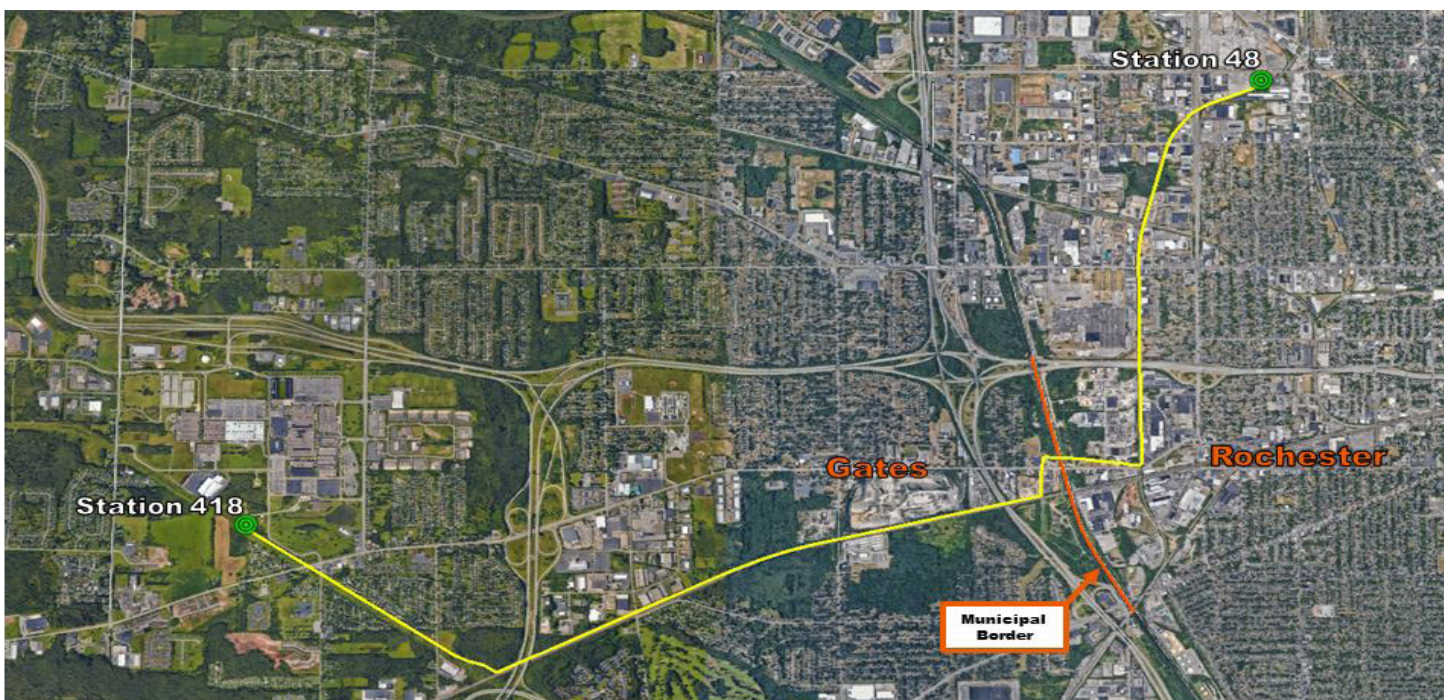 Station 48
Gates
Rochester
Station 418
Municipal
Border